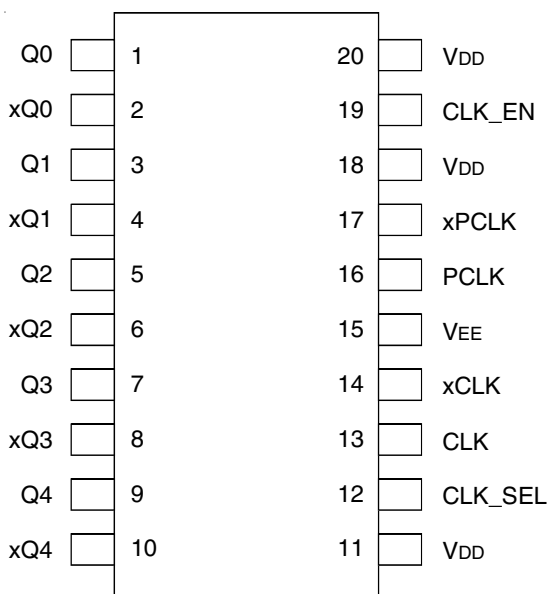 Q0 1 20 VDD
xQ0 2 19 CLK_EN
Q1 3 18 VDD
xQ1 4 17 xPCLK
Q2 5 16 PCLK
xQ2 6 15 VEE
Q3 7 14 xCLK
xQ3 8 13 CLK
Q4 9 12 CLK_SEL
xQ4 10 11 VDD